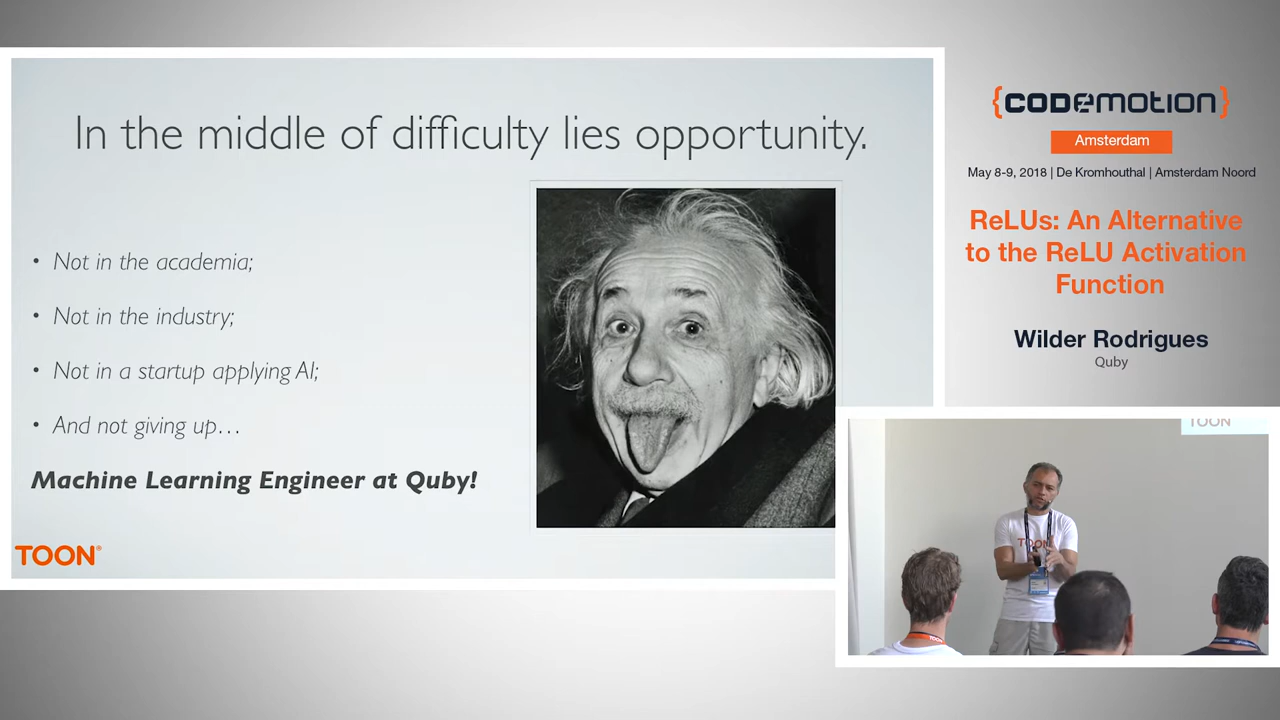 In the middle of difficulty lies opportunity.
• Not in the academia;
• Not in the industry;
• Not in a startup applying AI;
• And not giving up…
Machine Learning Engineer at Quby!
TOON®
{CODEMOTION}
Amsterdam
May 8-9, 2018 | De Kromhouthal | Amsterdam Noord
ReLUs: An Alternative
to the ReLU Activation
Function
Wilder Rodrigues
Quby
TOON
TOON
TOON